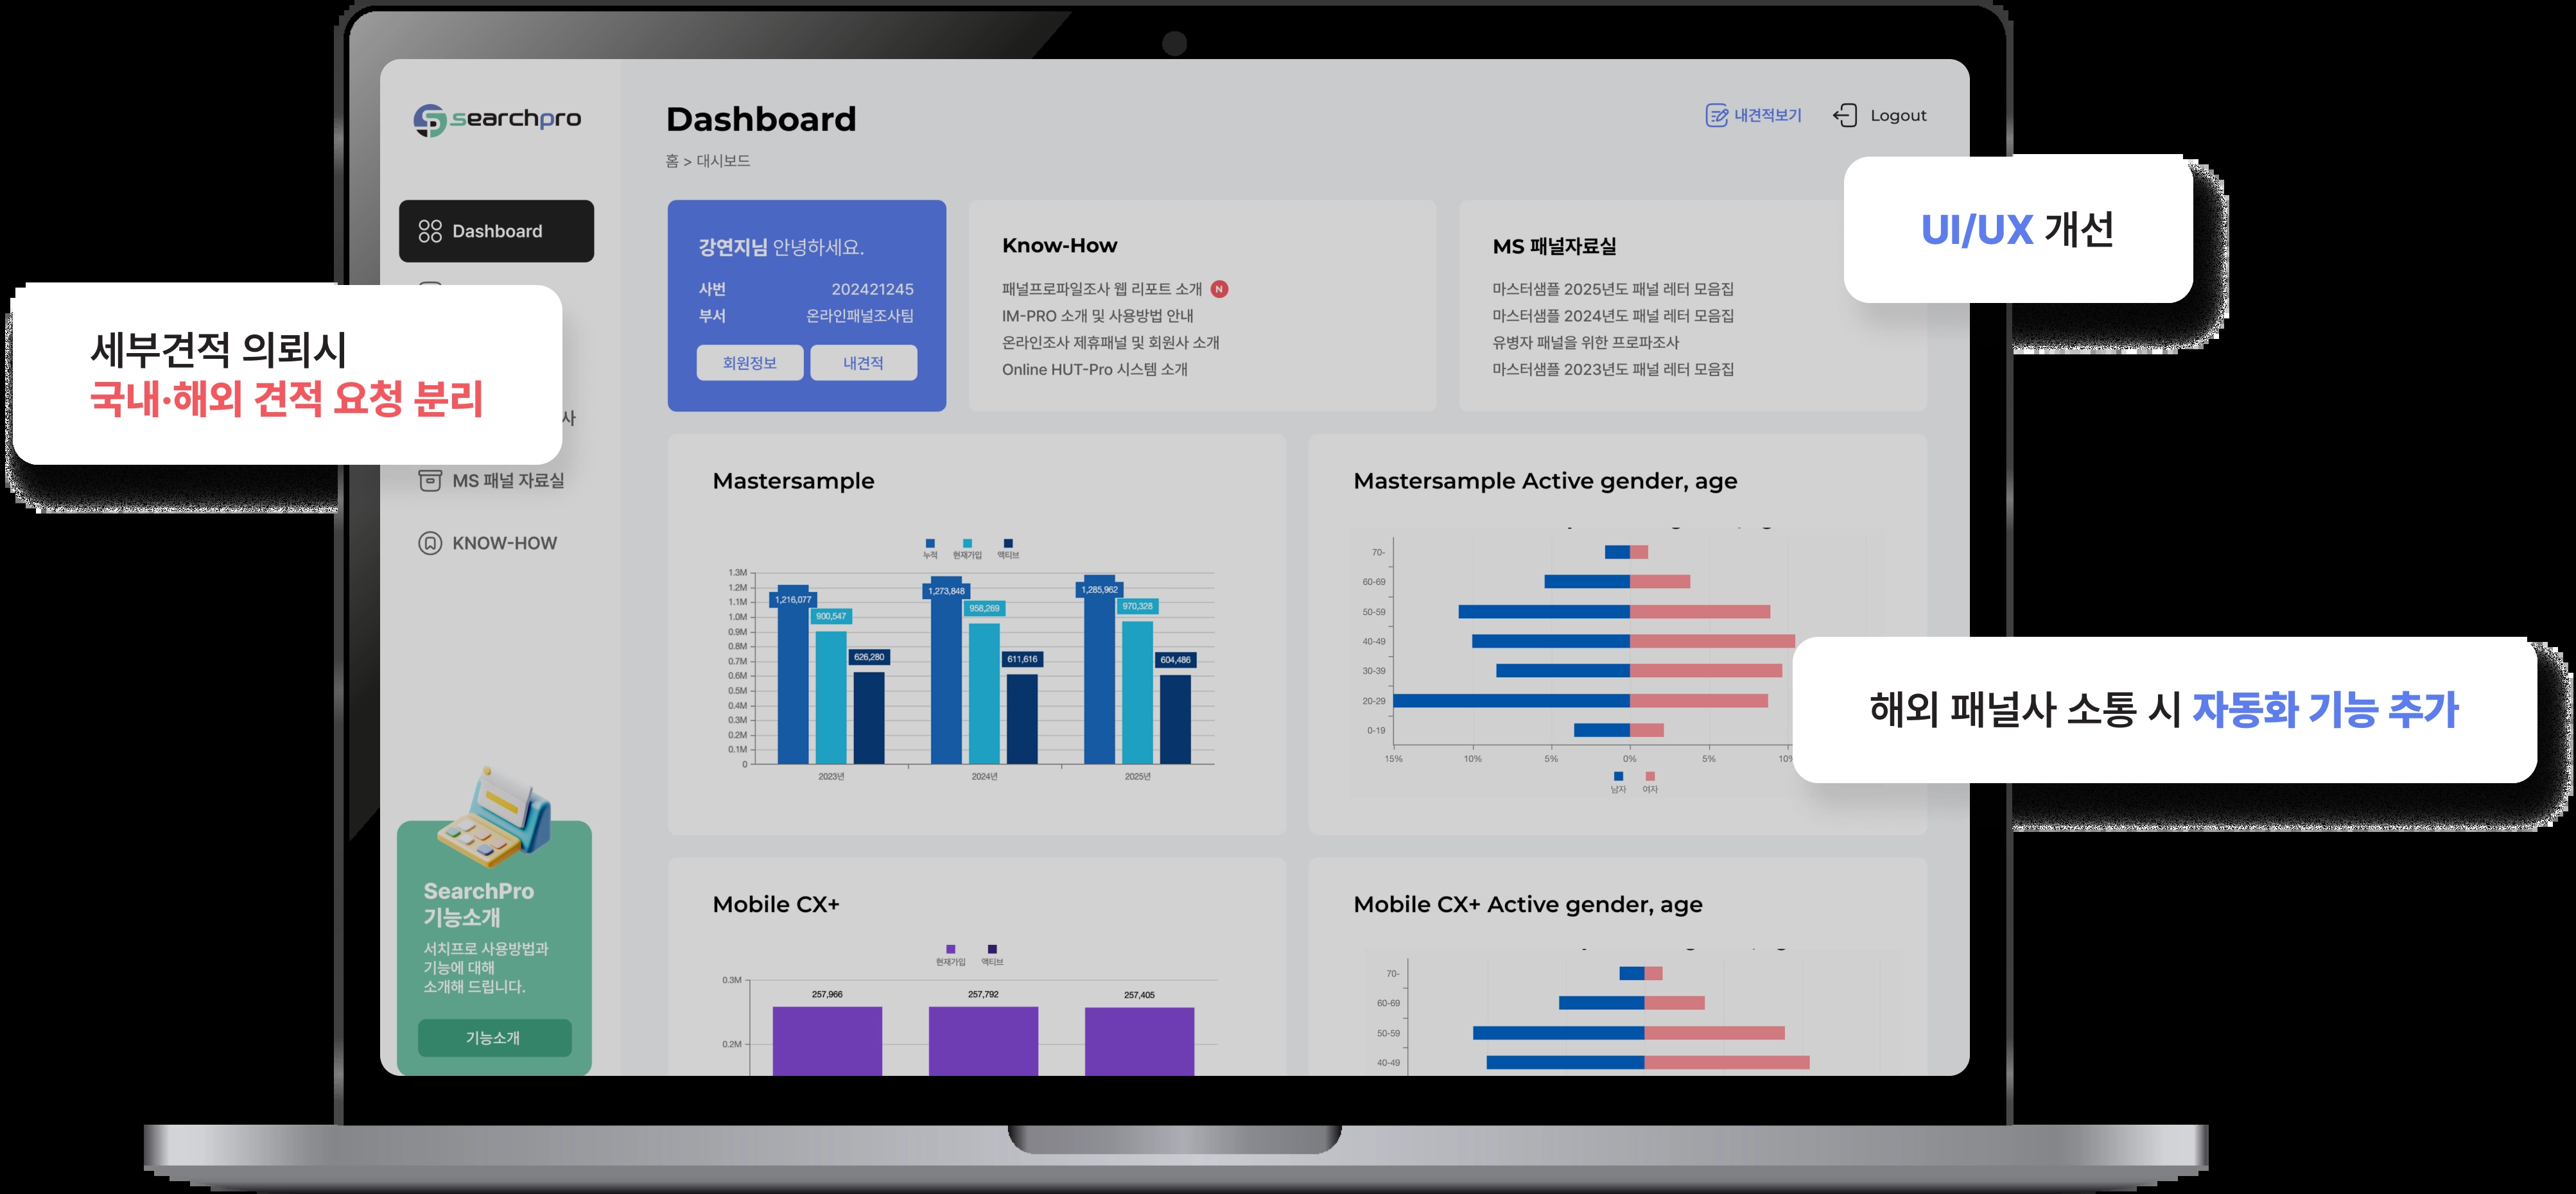 searchpro
Dashboard
홈 > 대시보드
내견적보기
Logout
Dashboard
MS 패널 자료실
KNOW-HOW
SearchPro
기능소개
서치프로 사용방법과
기능에 대해
소개해 드립니다.
기능소개
세부견적 의뢰시
국내·해외 견적 요청 분리
UI/UX 개선
해외 패널사 소통 시 자동화 기능 추가
강연지님 안녕하세요.
사번 202421245
부서 온라인패널조사팀
회원정보 내견적
Know-How
패널프로파일조사 웹 리포트 소개 N
IM-PRO 소개 및 사용방법 안내
온라인조사 제휴패널 및 회원사 소개
Online HUT-Pro 시스템 소개
MS 패널자료실
마스터샘플 2025년도 패널 레터 모음집
마스터샘플 2024년도 패널 레터 모음집
유병자 패널을 위한 프로파조사
마스터샘플 2023년도 패널 레터 모음집
Mastersample
누적 현재가입 액티브
1.3M
1.2M
1.1M
1.0M
0.9M
0.8M
0.7M
0.6M
0.5M
0.4M
0.3M
0.2M
0.1M
0
1,216,077
900,547
626,280
1,273,848
958,269
611,616
1,285,962
970,328
604,486
2023년 2024년 2025년
Mastersample Active gender, age
70-
60-69
50-59
40-49
30-39
20-29
0-19
15% 10% 5% 0% 5% 10%
남자 여자
Mobile CX+
현재가입 액티브
0.3M
0.2M
257,966 257,792 257,405
Mobile CX+ Active gender, age
70-
60-69
50-59
40-49